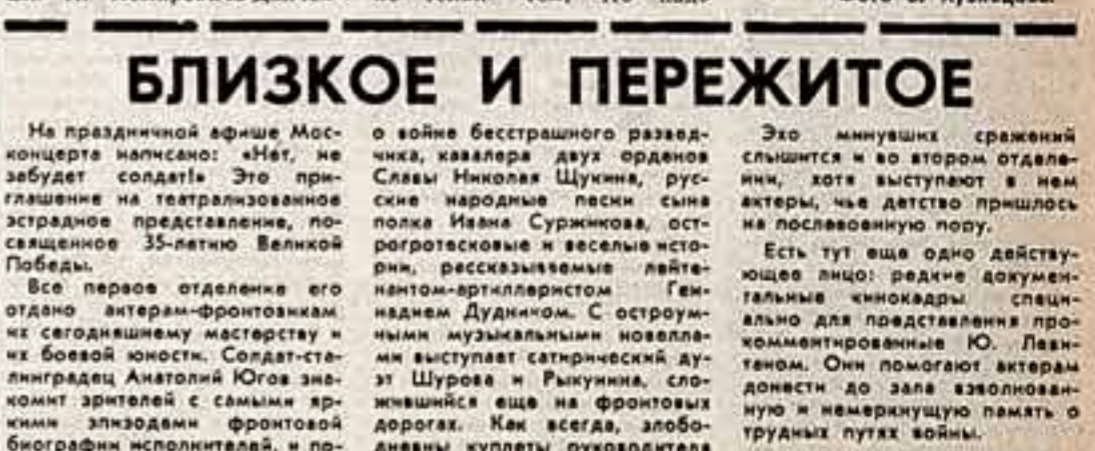 БЛИЗКОЕ И ПЕРЕЖИТОЕ
На праздничной афише Мос-
концерта написано: «Нет, не
забудет солдат!» Это при-
глашение на театрализованное
эстрадное представление, по-
священное 35-летию Великой
Победы.
Все первое отделение его
отдано актерам-фронтовикам
их сегодняшнему мастерству и
их боевой юности. Солдат-ста-
линградец Анатолий Югов зна-
комит зрителей с самыми яр-
кими эпизодами фронтовой
биографии исполнителей, и по-
о войне бесстрашного развед-
чика, кавалера двух орденов
Славы Николая Щукина, рус-
ские народные песни сына
полка Ивана Суржикова, ост-
рогротесковые и веселые исто-
рии, рассказываемые лейте-
нантом-артиллеристом Ген-
надием Дудником. С остроум-
ными музыкальными новелла-
ми выступает сатирический ду-
эт Шурова и Рыкунина, сло-
жившийся еще на фронтовых
дорогах. Как всегда, злобо-
дневны куплеты руководителя
Эхо минувших сражений
слышится и во втором отделе-
нии, хотя выступают в нем
актеры, чье детство пришлось
на послевоенную пору.
Есть тут еще одно действу-
ющее лицо: редкие докумен-
тальные кинокадры специ-
ально для представления про-
комментированные Ю. Леви-
таном. Они помогают актерам
донести до зала взволнован-
ную и немеркнущую память о
трудных путях войны.